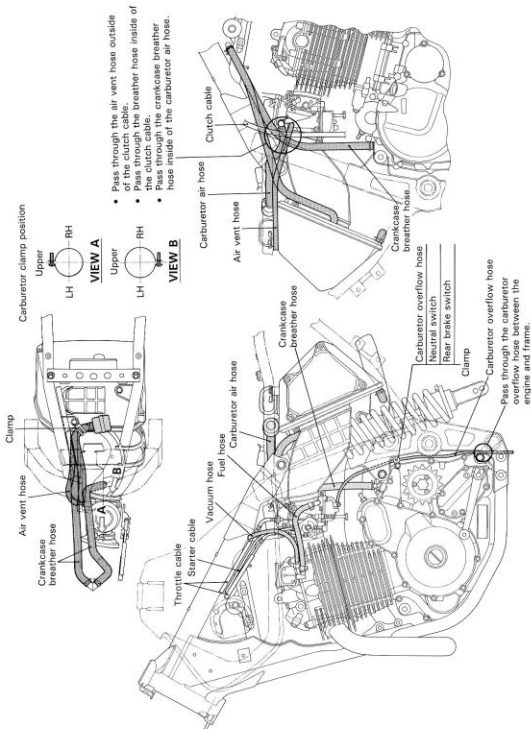 Carburetor clamp position
Upper
LH
RH
VIEW A
Upper
LH
RH
VIEW B
• Pass through the air vent hose outside
of the clutch cable.
• Pass through the breather hose inside of
the clutch cable.
• Pass through the crankcase breather
hose inside of the carburetor air hose.
Clamp
Air vent hose
Crankcase
breather hose
A
B
Clutch cable
Carburetor air hose
Air vent hose
Crankcase
breather hose
Throttle cable
Starter cable
Vacuum hose
Fuel hose
Carburetor air hose
Crankcase
breather hose
Carburetor overflow hose
Neutral switch
Rear brake switch
Clamp
Carburetor overflow hose
Pass through the carburetor
overflow hose between the
engine and frame.